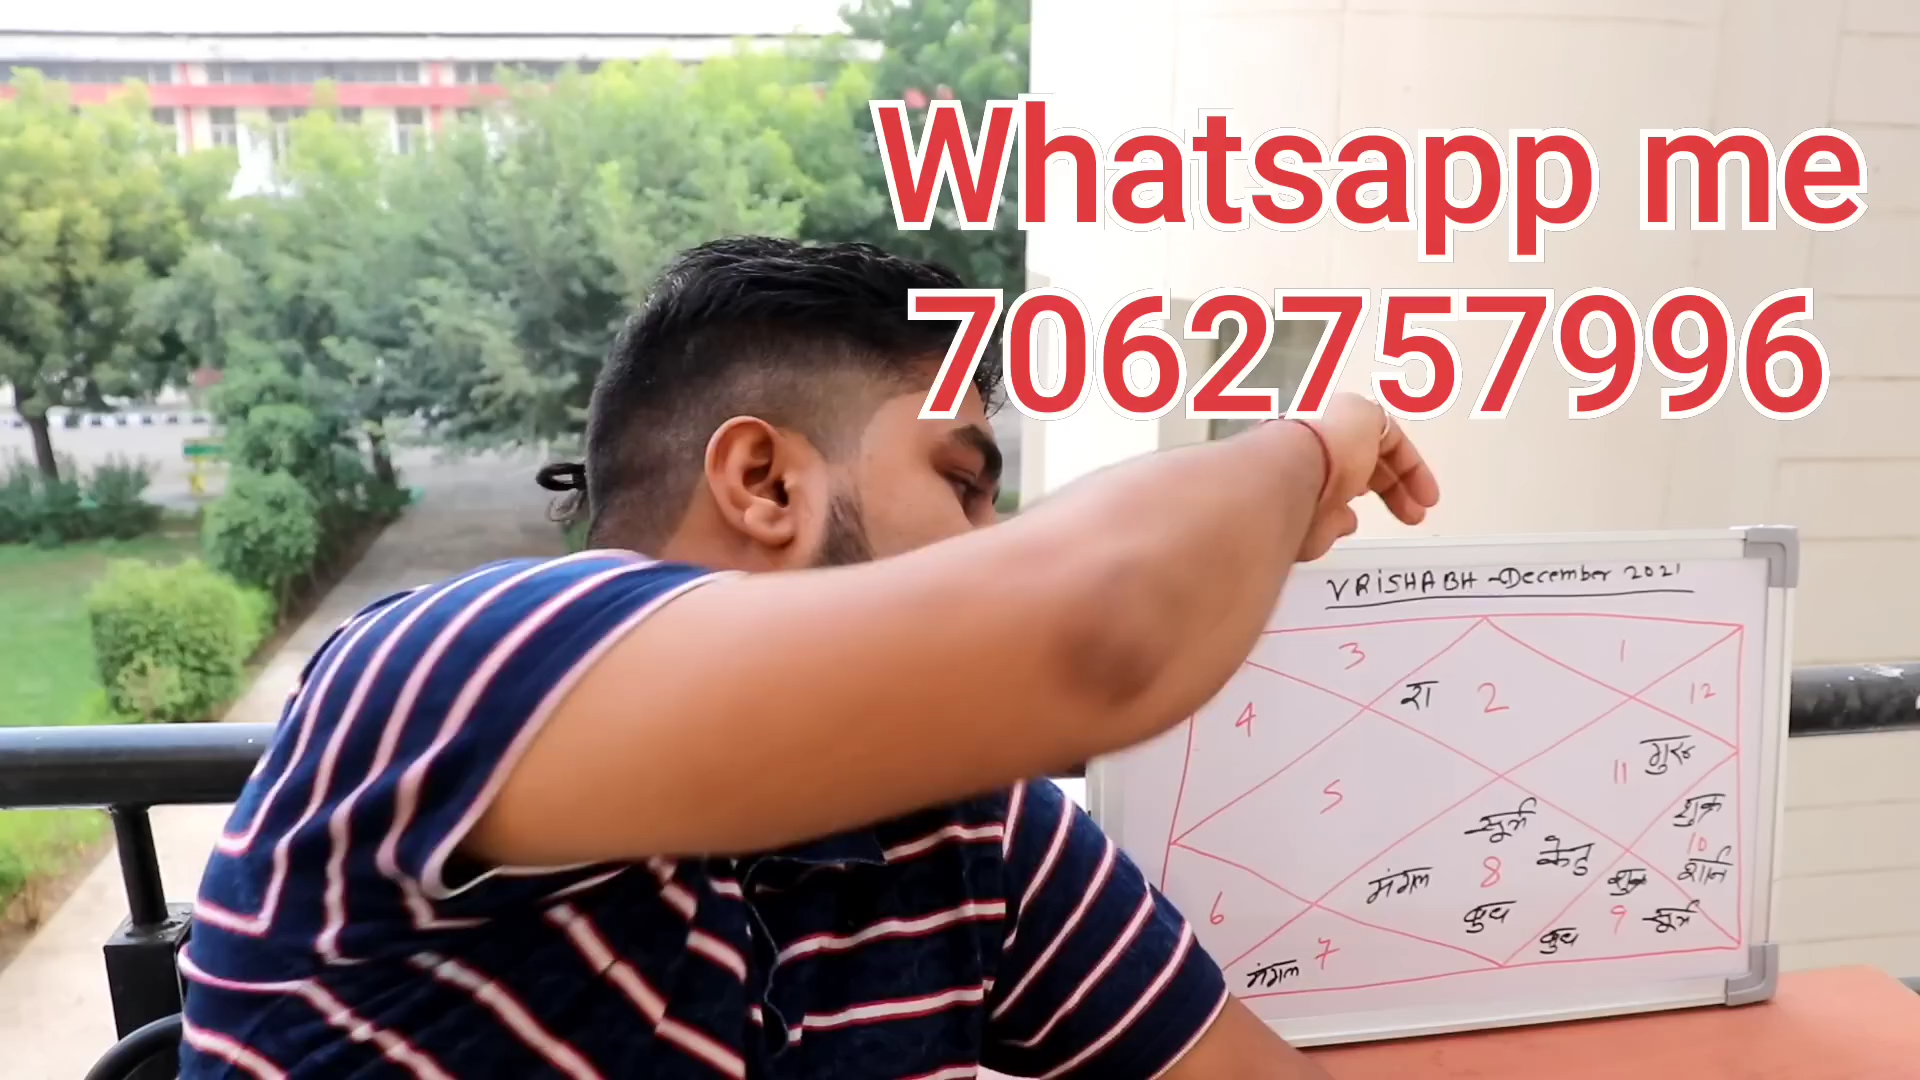 Whatsapp me
7062757996
VRISHABH - December 2021
3
1
12
4
रा
2
गुरु
11
5
शुक्र
सूर्य
10
केतु
शनि
मंगल
8
शुक्र
6
बुध
9
सूर्य
बुध
7
मंगल